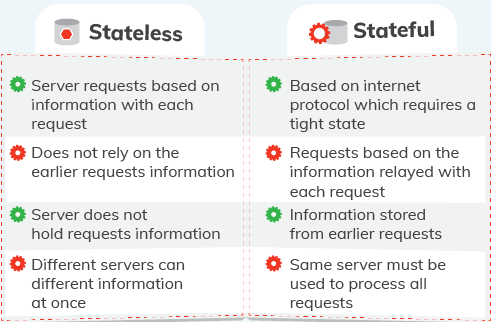 Stateless
Server requests based on
information with each
request
Does not rely on the
earlier requests information
Server does not
hold requests information
Different servers can
different information
at once
Stateful
Based on internet
protocol which requires a
tight state
Requests based on the
information relayed with
each request
Information stored
from earlier requests
Same server must be
used to process all
requests